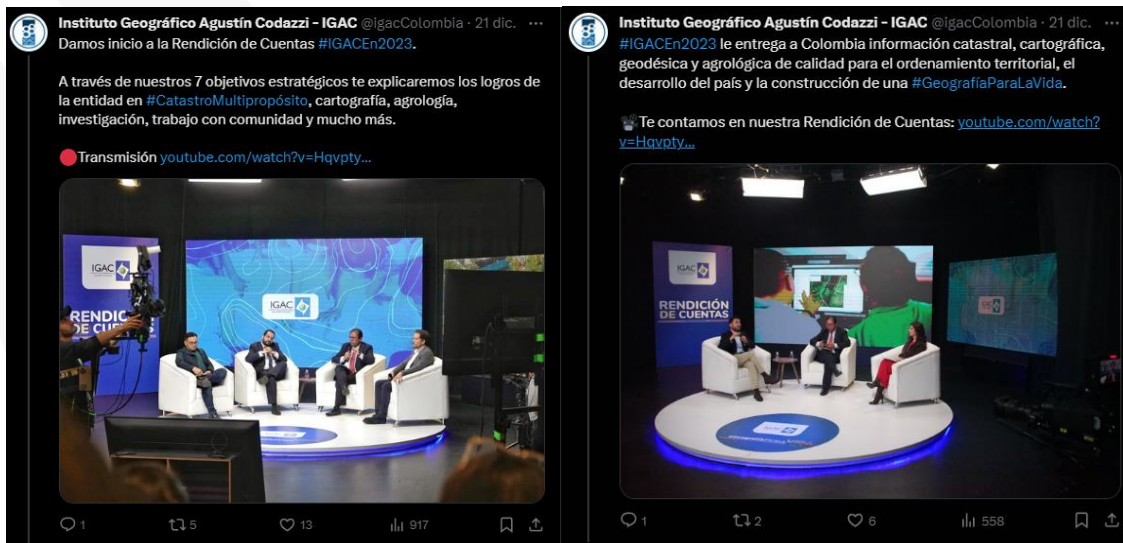 Instituto Geográfico Agustín Codazzi - IGAC @igacColombia · 21 dic. ···
Damos inicio a la Rendición de Cuentas #IGACEn2023.
A través de nuestros 7 objetivos estratégicos te explicaremos los logros de
la entidad en #CatastroMultipropósito, cartografía, agrología,
investigación, trabajo con comunidad y mucho más.
Transmisión youtube.com/watch?v=Hqvpty...
IGAC
RENDICIÓN
DE CUENTAS
IGAC
1 5 13 917
Instituto Geográfico Agustín Codazzi - IGAC @igacColombia · 21 dic. ···
#IGACEn2023 le entrega a Colombia información catastral, cartográfica,
geodésica y agrológica de calidad para el ordenamiento territorial, el
desarrollo del país y la construcción de una #GeografíaParaLaVida.
Te contamos en nuestra Rendición de Cuentas: youtube.com/watch?
v=Hqvpty...
IGAC
RENDICIÓN
DE CUENTAS
IGAC
1 2 6 558